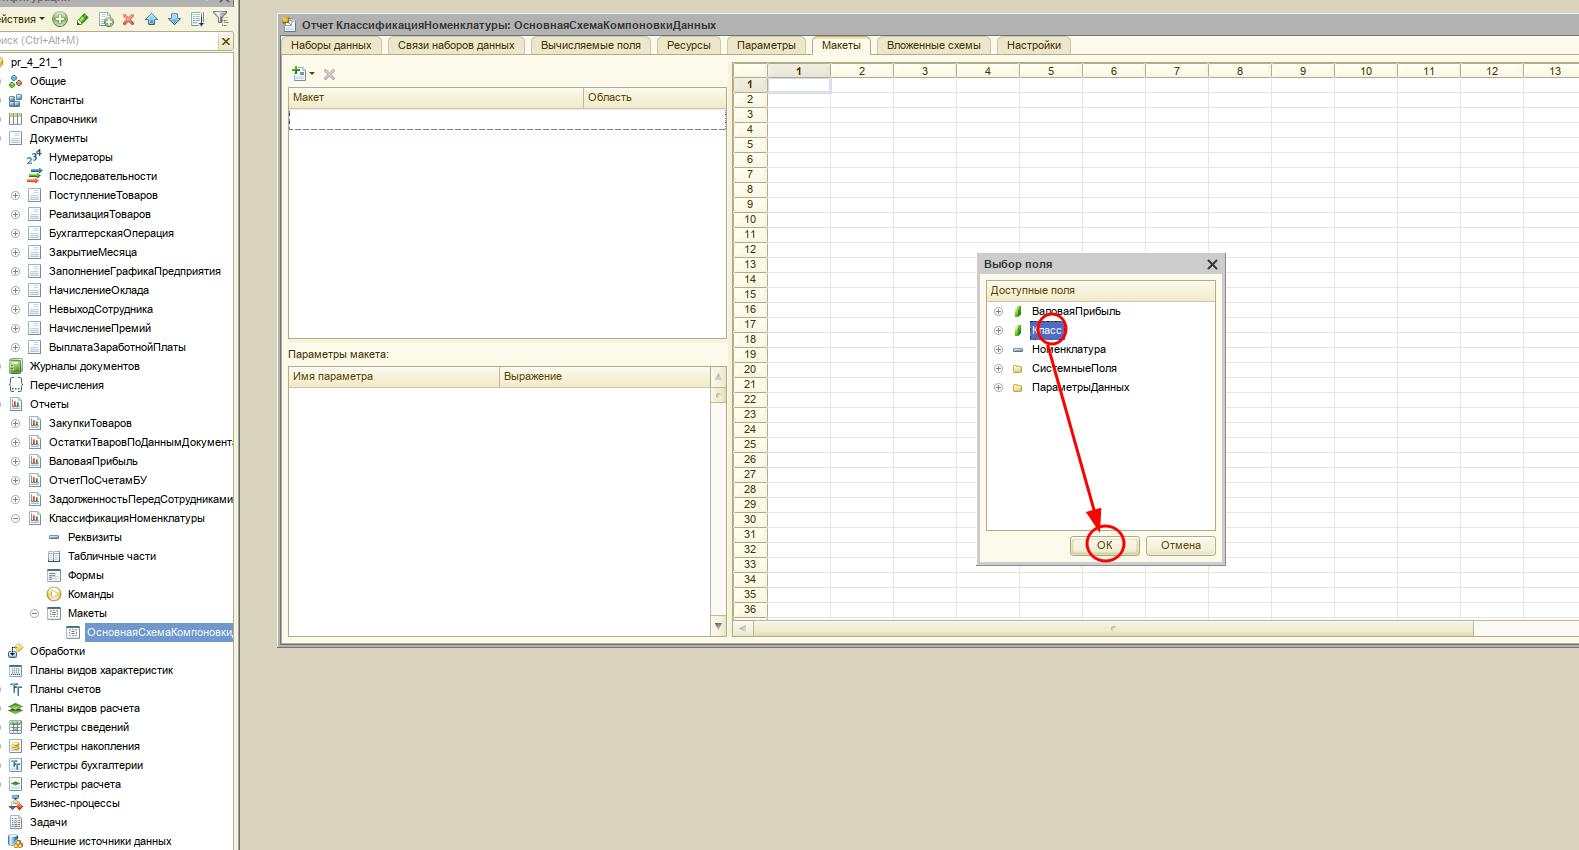 ействия
иск (Ctrl+Alt+M)
pr_4_21_1
Общие
Константы
Справочники
Документы
Нумераторы
Последовательности
ПоступлениеТоваров
РеализацияТоваров
БухгалтерскаяОперация
ЗакрытиеМесяца
ЗаполнениеГрафикаПредприятия
НачислениеОклада
НевыходСотрудника
НачислениеПремий
ВыплатаЗаработнойПлаты
Журналы документов
Перечисления
Отчеты
ЗакупкиТоваров
ОстаткиТваровПоДаннымДокумент
ВаловаяПрибыль
ОтчетПоСчетамБУ
ЗадолженностьПередСотрудниками
КлассификацияНоменклатуры
Реквизиты
Табличные части
Формы
Команды
Макеты
ОсновнаяСхемаКомпоновки
Обработки
Планы видов характеристик
Планы счетов
Планы видов расчета
Регистры сведений
Регистры накопления
Регистры бухгалтерии
Регистры расчета
Бизнес-процессы
Задачи
Внешние источники данных
Отчет КлассификацияНоменклатуры: ОсновнаяСхемаКомпоновкиДанных
Наборы данных Связи наборов данных Вычисляемые поля Ресурсы Параметры Макеты Вложенные схемы Настройки
Макет Область
Параметры макета:
Имя параметра Выражение
1 2 3 4 5 6 7 8 9 10 11 12 13
1
2
3
4
5
6
7
8
9
10
11
12
13
14
15
16
17
18
19
20
21
22
23
24
25
26
27
28
29
30
31
32
33
34
35
36
Выбор поля
Доступные поля
ВаловаяПрибыль
Класс
Номенклатура
СистемныеПоля
ПараметрыДанных
ОК Отмена